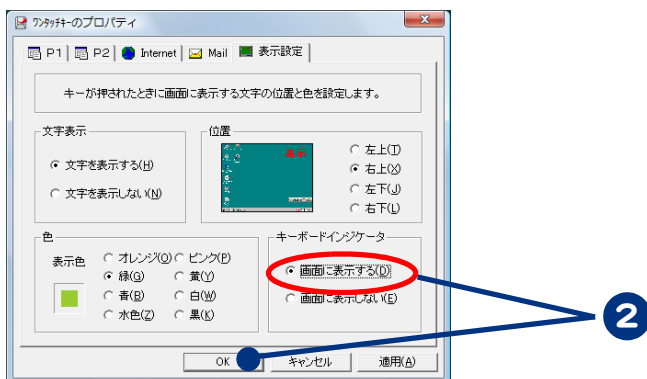 ﾜﾝﾀｯﾁｷｰのプロパティ
P1 P2 Internet Mail 表示設定
キーが押されたときに画面に表示する文字の位置と色を設定します。
文字表示
文字を表示する(H)
文字を表示しない(N)
位置
表示
左上(T)
右上(X)
左下(J)
右下(L)
色
表示色
オレンジ(O) ピンク(P)
緑(G) 黄(Y)
青(B) 白(W)
水色(Z) 黒(K)
キーボードインジケータ
画面に表示する(D)
画面に表示しない(E)
2
OK キャンセル 適用(A)